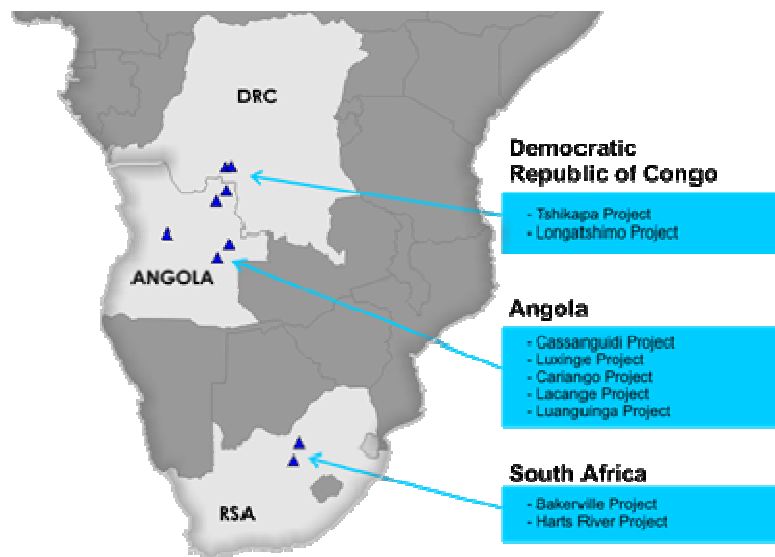 DRC
ANGOLA
RSA
Democratic
Republic of Congo
- Tshikapa Project
- Longatshimo Project
Angola
- Cassanguidi Project
- Luxinge Project
- Cariango Project
- Lacange Project
- Luanguinga Project
South Africa
- Bakerville Project
- Harts River Project